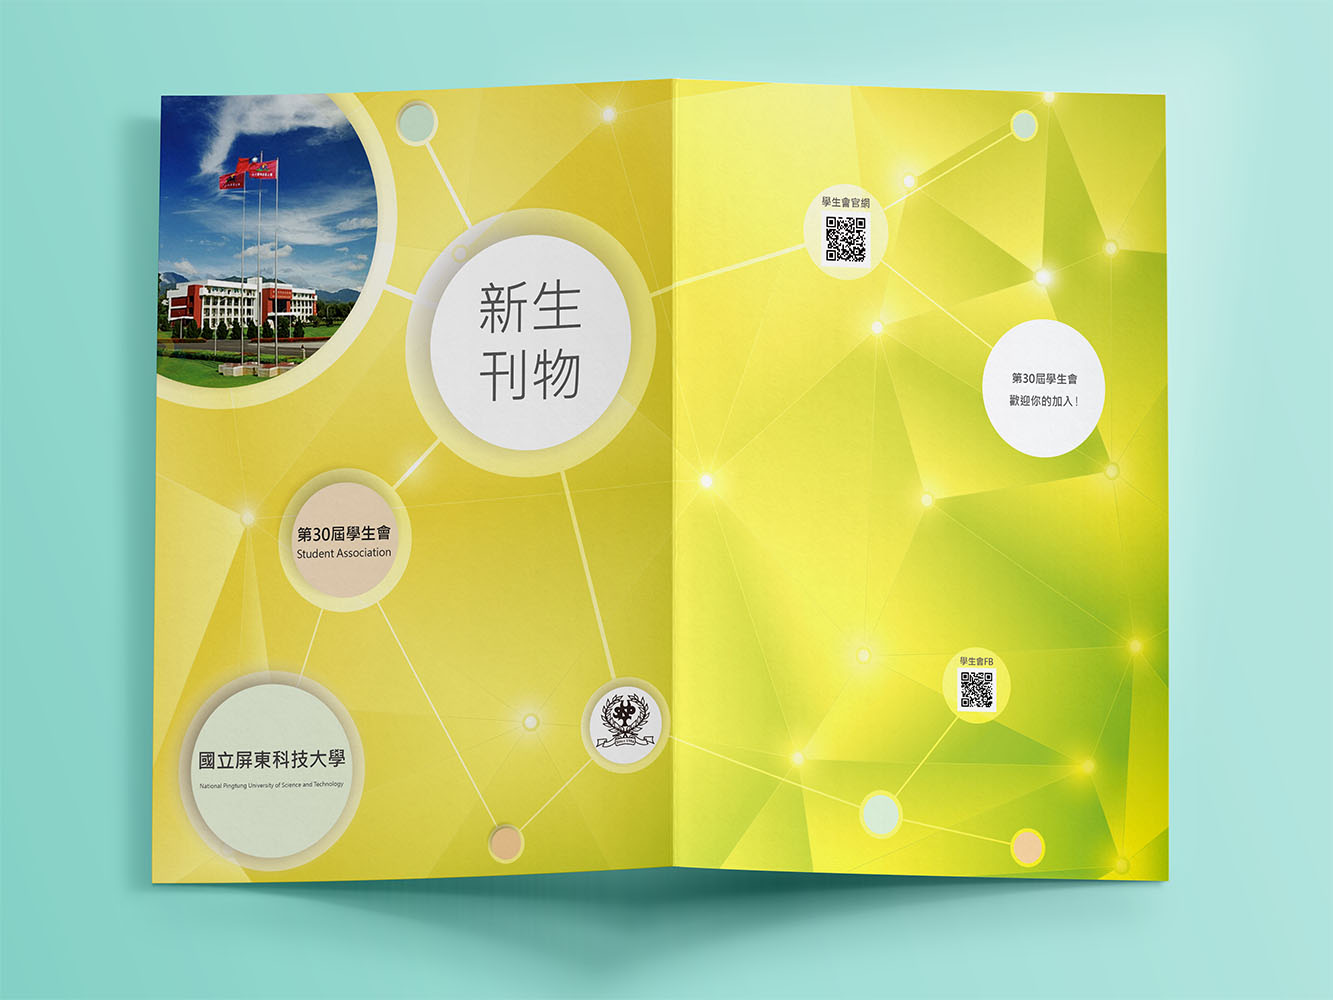 新生
刊物
第30屆學生會
Student Association
國立屏東科技大學
National Pingtung University of Science and Technology
學生會官網
第30屆學生會
歡迎你的加入！
學生會FB